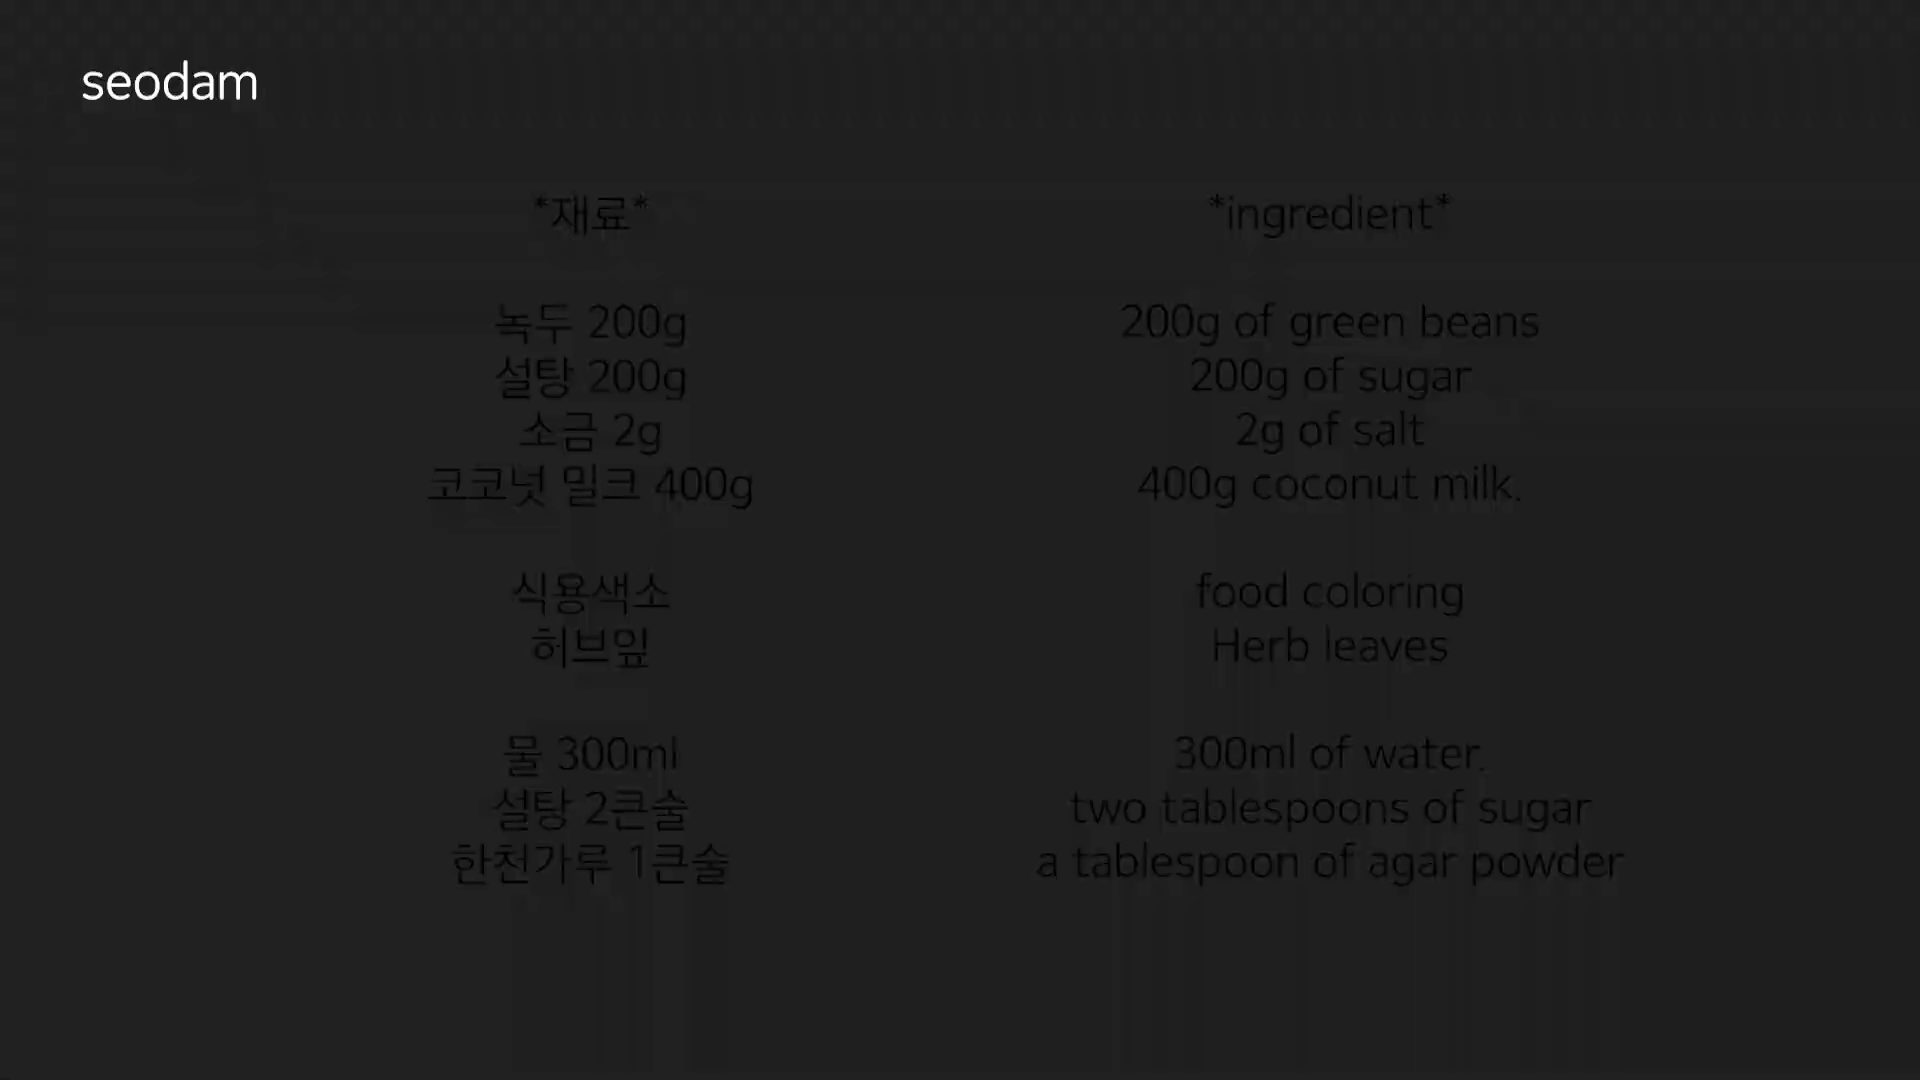 seodam
*재료*
녹두 200g
설탕 200g
소금 2g
코코넛 밀크 400g
식용색소
허브잎
물 300ml
설탕 2큰술
한천가루 1큰술
*ingredient*
200g of green beans
200g of sugar
2g of salt
400g coconut milk.
food coloring
Herb leaves
300ml of water.
two tablespoons of sugar
a tablespoon of agar powder